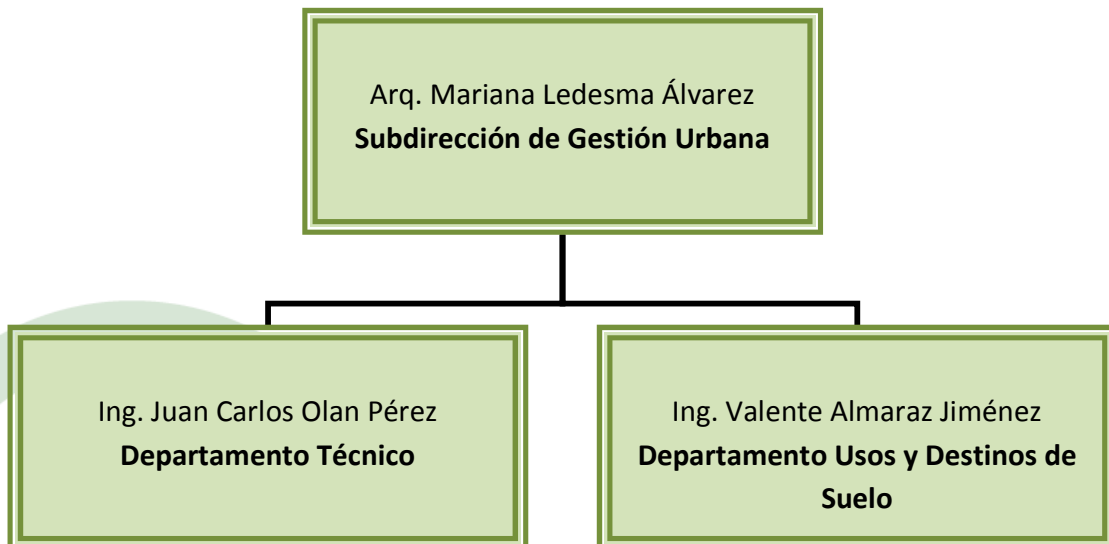 Arq. Mariana Ledesma Álvarez
Subdirección de Gestión Urbana
Ing. Juan Carlos Olan Pérez
Departamento Técnico
Ing. Valente Almaraz Jiménez
Departamento Usos y Destinos de
Suelo